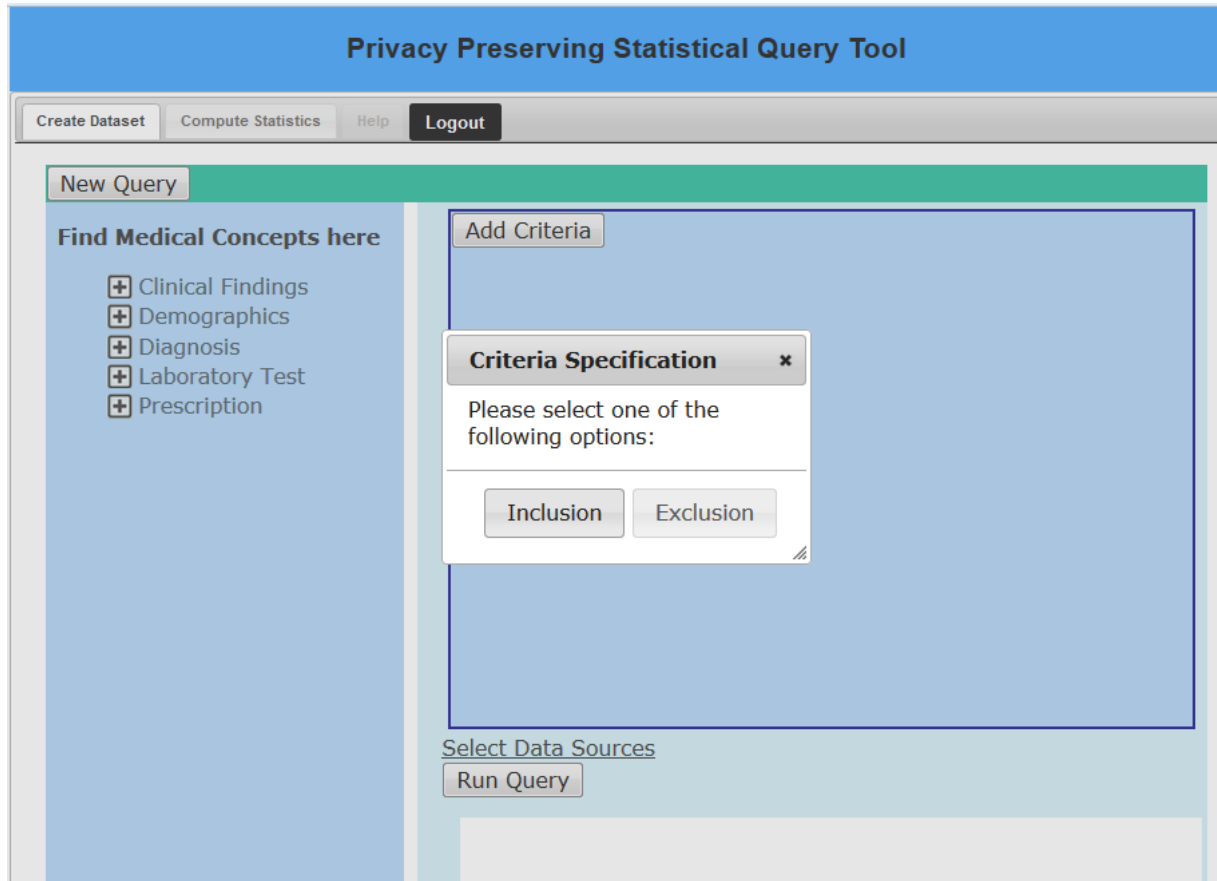 Privacy Preserving Statistical Query Tool
Create Dataset Compute Statistics Help Logout
New Query
Find Medical Concepts here
Clinical Findings
Demographics
Diagnosis
Laboratory Test
Prescription
Add Criteria
Criteria Specification
Please select one of the
following options:
Inclusion Exclusion
Select Data Sources
Run Query